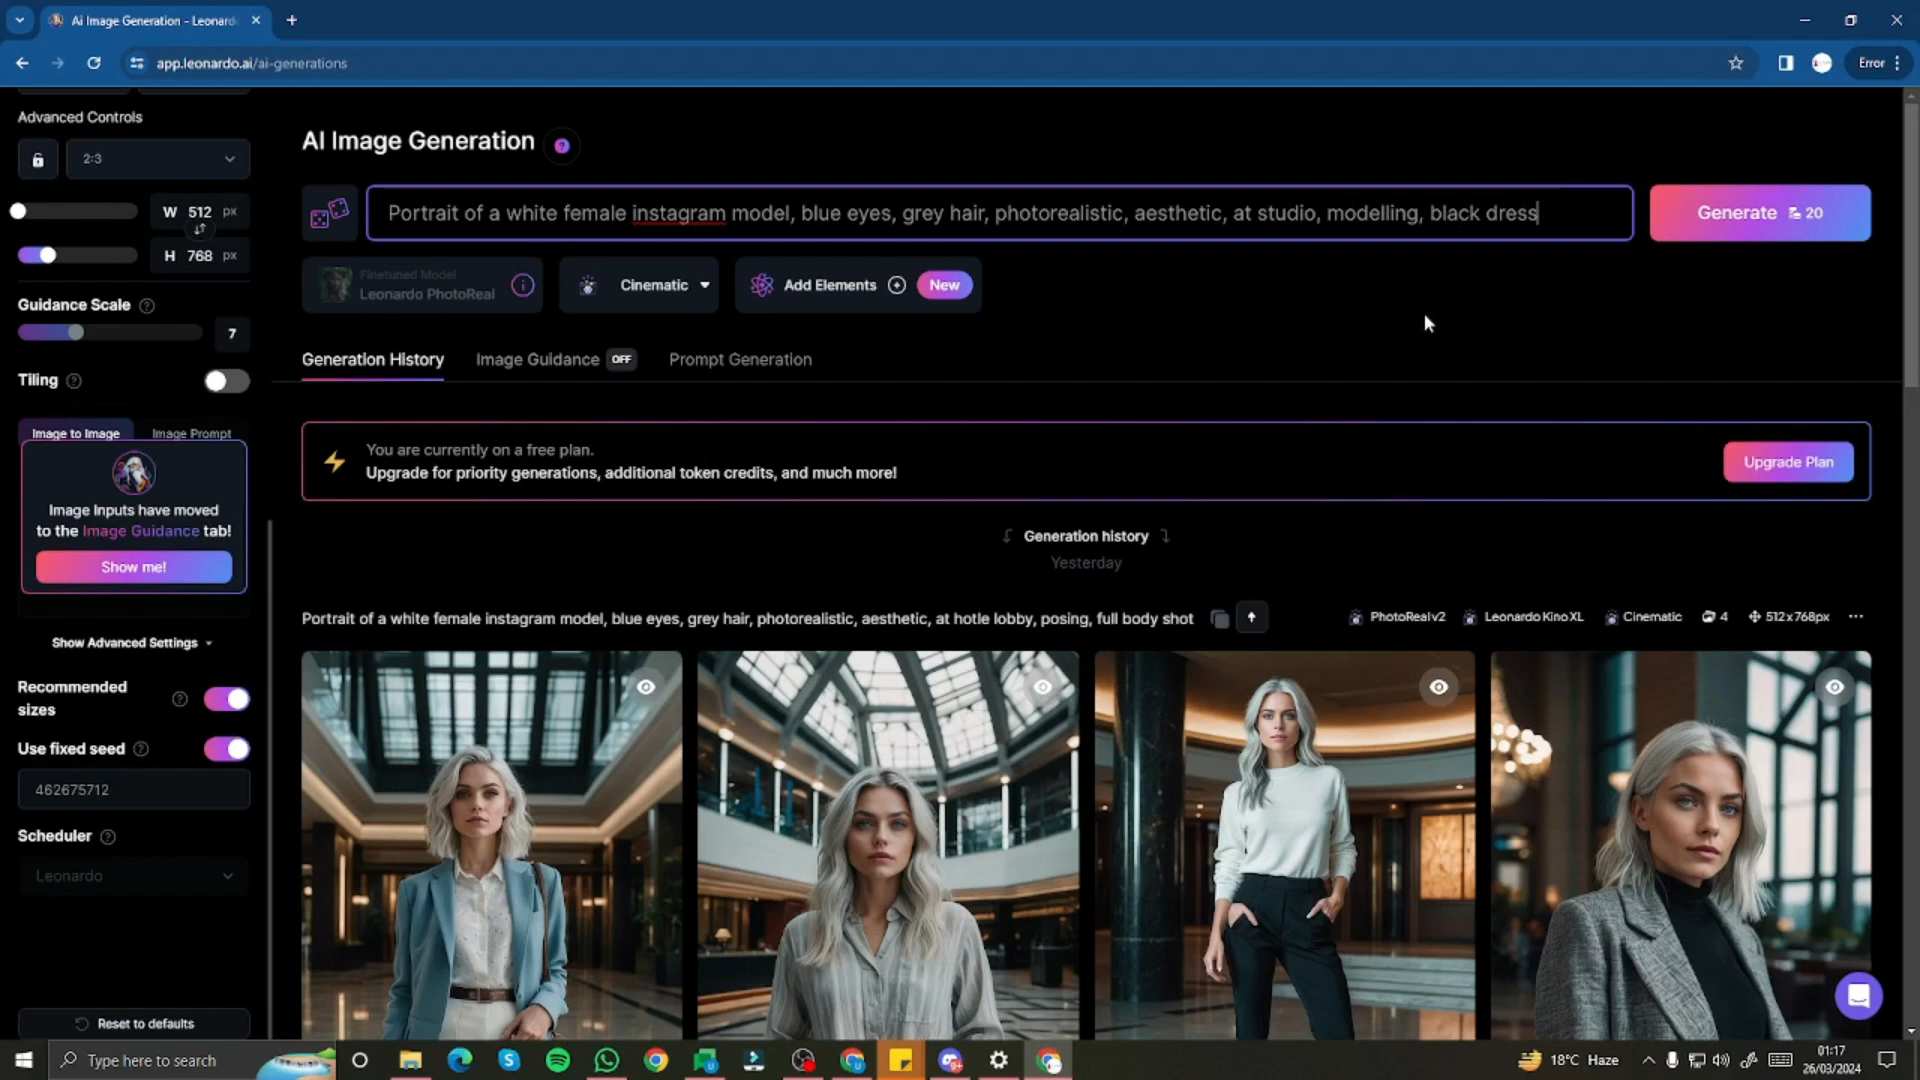 Ai Image Generation - Leonardo
app.leonardo.ai/ai-generations
Error
Advanced Controls
2:3
W 512 px
H 768 px
Guidance Scale
7
Tiling
Image to Image
Image Prompt
Image Inputs have moved
to the Image Guidance tab!
Show me!
Show Advanced Settings
Recommended
sizes
Use fixed seed
462675712
Scheduler
Leonardo
Reset to defaults
AI Image Generation
Portrait of a white female instagram model, blue eyes, grey hair, photorealistic, aesthetic, at studio, modelling, black dress
Generate 20
Finetuned Model
Leonardo PhotoReal
Cinematic
Add Elements
New
Generation History
Image Guidance OFF
Prompt Generation
You are currently on a free plan.
Upgrade for priority generations, additional token credits, and much more!
Upgrade Plan
Generation history
Yesterday
Portrait of a white female instagram model, blue eyes, grey hair, photorealistic, aesthetic, at hotle lobby, posing, full body shot
PhotoReal v2
Leonardo Kino XL
Cinematic
4
512x768px
Type here to search
18°C Haze
01:17
26/03/2024